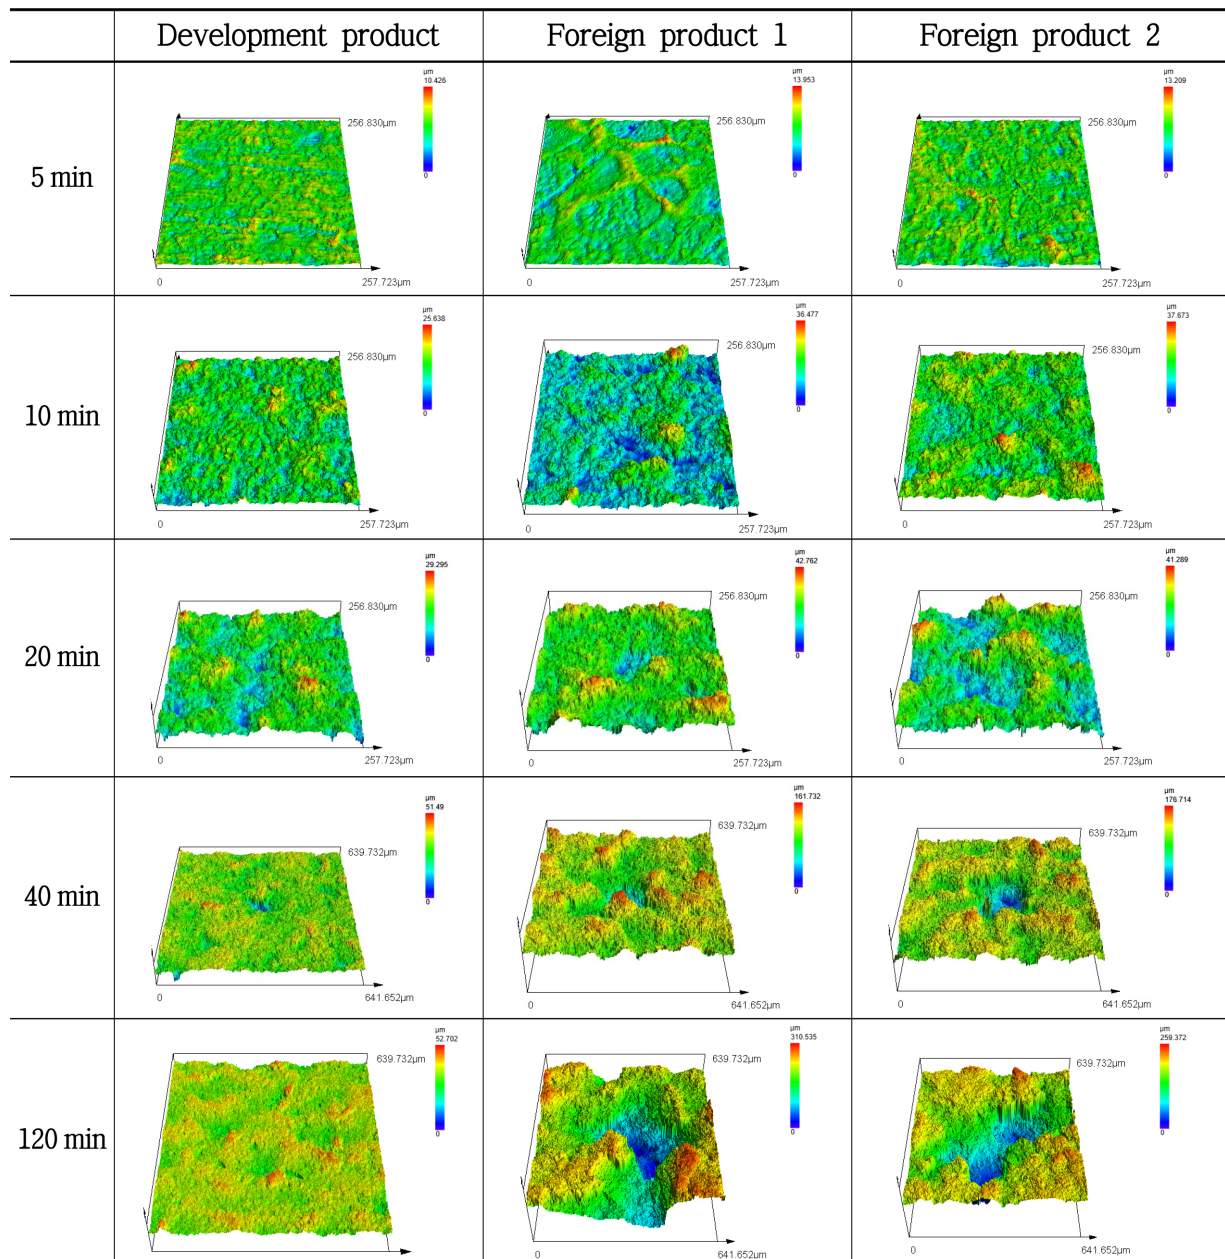 Development product Foreign product 1 Foreign product 2
5 min
µm
10.426
0
256.830µm
0
257.723µm
µm
13.953
0
256.830µm
0
257.723µm
µm
13.209
0
256.830µm
0
257.723µm
10 min
µm
25.638
0
256.830µm
0
257.723µm
µm
36.477
0
256.830µm
0
257.723µm
µm
37.673
0
256.830µm
0
257.723µm
20 min
µm
29.295
0
256.830µm
0
257.723µm
µm
42.762
0
256.830µm
0
257.723µm
µm
41.289
0
256.830µm
0
257.723µm
40 min
µm
51.49
0
639.732µm
0
641.652µm
µm
161.732
0
639.732µm
0
641.652µm
µm
176.714
0
639.732µm
0
641.652µm
120 min
µm
52.702
0
639.732µm
µm
310.535
0
639.732µm
0
641.652µm
µm
259.372
0
639.732µm
0
641.652µm